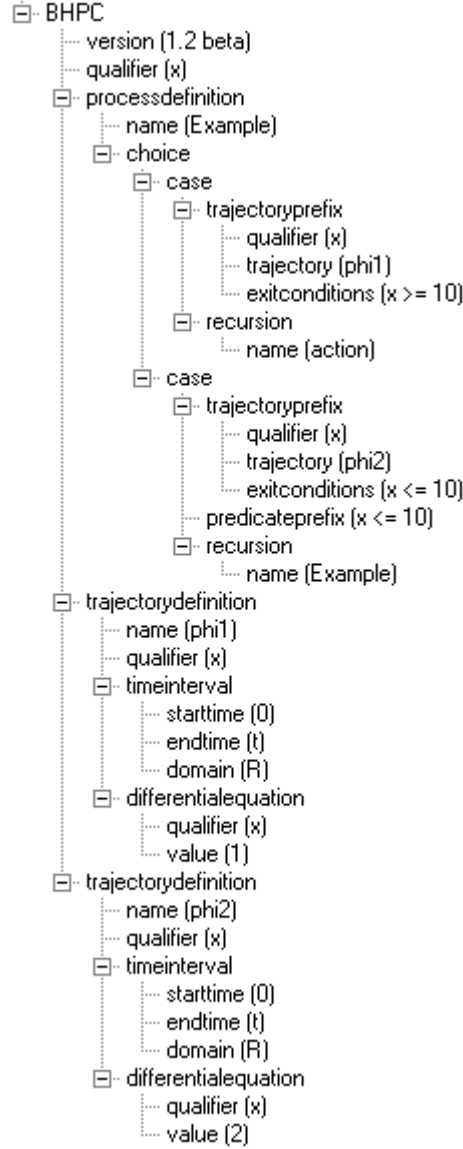 BHPC
version (1.2 beta)
qualifier (x)
processdefinition
name (Example)
choice
case
trajectoryprefix
qualifier (x)
trajectory (phi1)
exitconditions (x >= 10)
recursion
name (action)
case
trajectoryprefix
qualifier (x)
trajectory (phi2)
exitconditions (x <= 10)
predicateprefix (x <= 10)
recursion
name (Example)
trajectorydefinition
name (phi1)
qualifier (x)
timeinterval
starttime (0)
endtime (t)
domain (R)
differentialequation
qualifier (x)
value (1)
trajectorydefinition
name (phi2)
qualifier (x)
timeinterval
starttime (0)
endtime (t)
domain (R)
differentialequation
qualifier (x)
value (2)